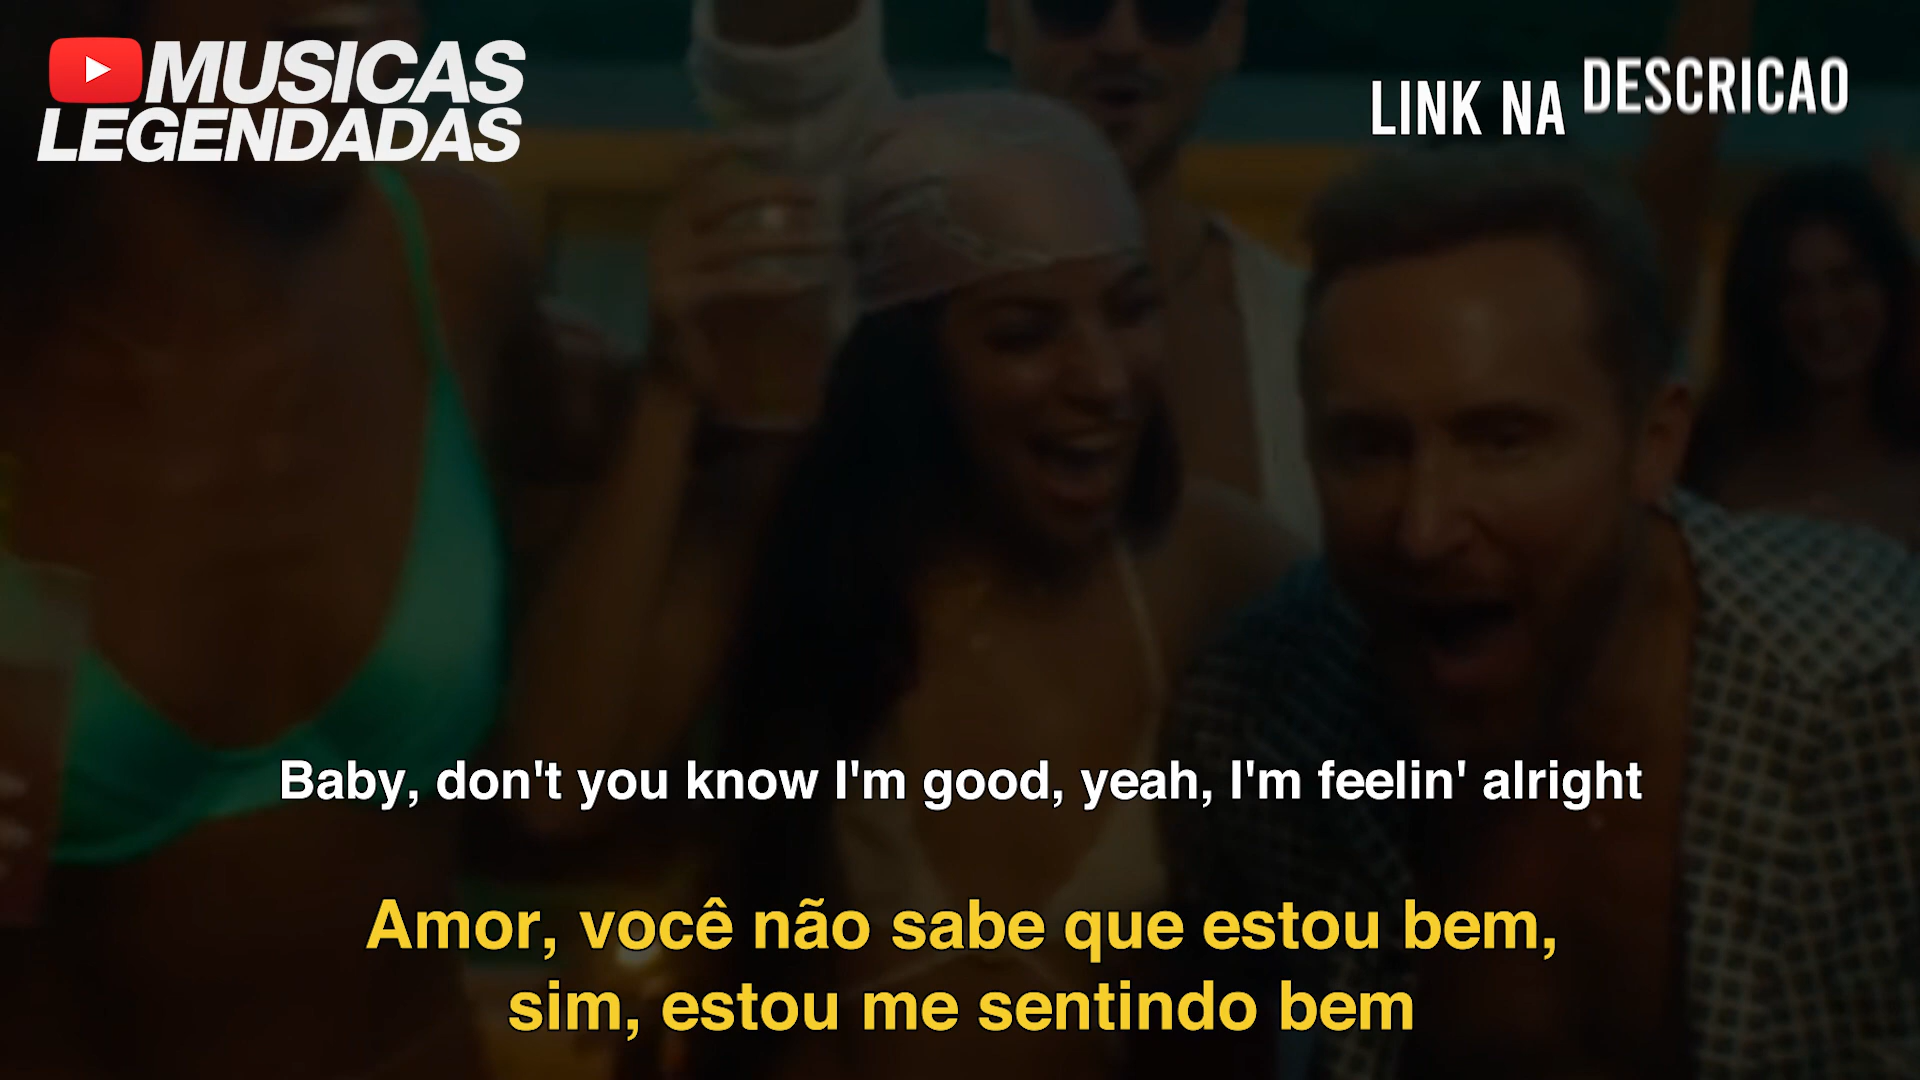 MUSICAS
LEGENDADAS
LINK NA DESCRICAO
Baby, don't you know I'm good, yeah, I'm feelin' alright
Amor, você não sabe que estou bem,
sim, estou me sentindo bem